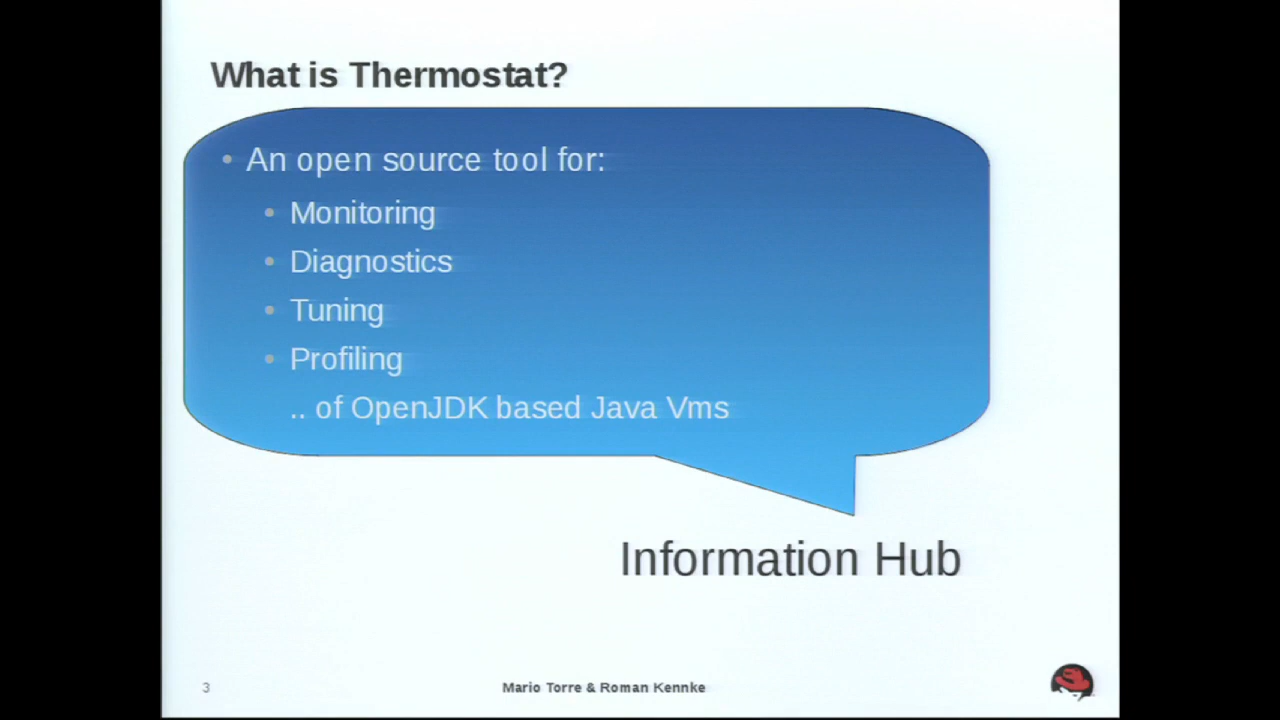 What is Thermostat?
• An open source tool for:
• Monitoring
• Diagnostics
• Tuning
• Profiling
.. of OpenJDK based Java Vms
Information Hub
3
Mario Torre & Roman Kennke